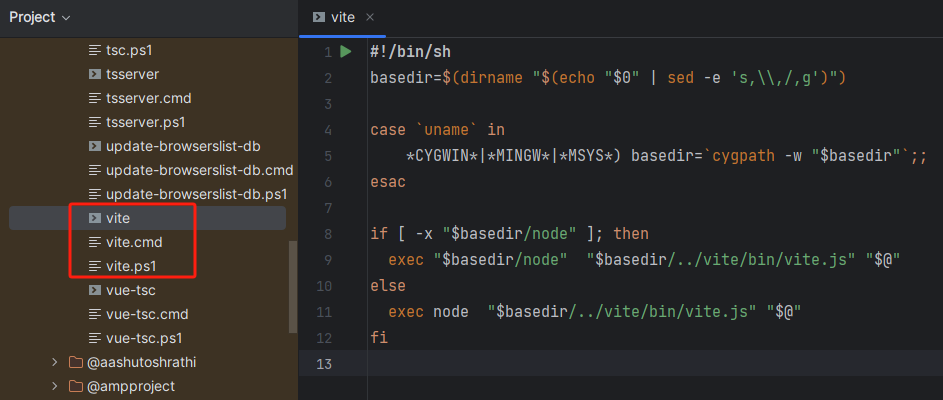 Project
tsc.ps1
tsserver
tsserver.cmd
tsserver.ps1
update-browserslist-db
update-browserslist-db.cmd
update-browserslist-db.ps1
vite
vite.cmd
vite.ps1
vue-tsc
vue-tsc.cmd
vue-tsc.ps1
@aashutoshrathi
@ampproject
vite
1 #!/bin/sh
2 basedir=$(dirname "$(echo "$0" | sed -e 's,\\,/,g')")
3
4 case `uname` in
5     *CYGWIN*|*MINGW*|*MSYS*) basedir=`cygpath -w "$basedir"`;;
6 esac
7
8 if [ -x "$basedir/node" ]; then
9   exec "$basedir/node"  "$basedir/../vite/bin/vite.js" "$@"
10 else
11   exec node  "$basedir/../vite/bin/vite.js" "$@"
12 fi
13